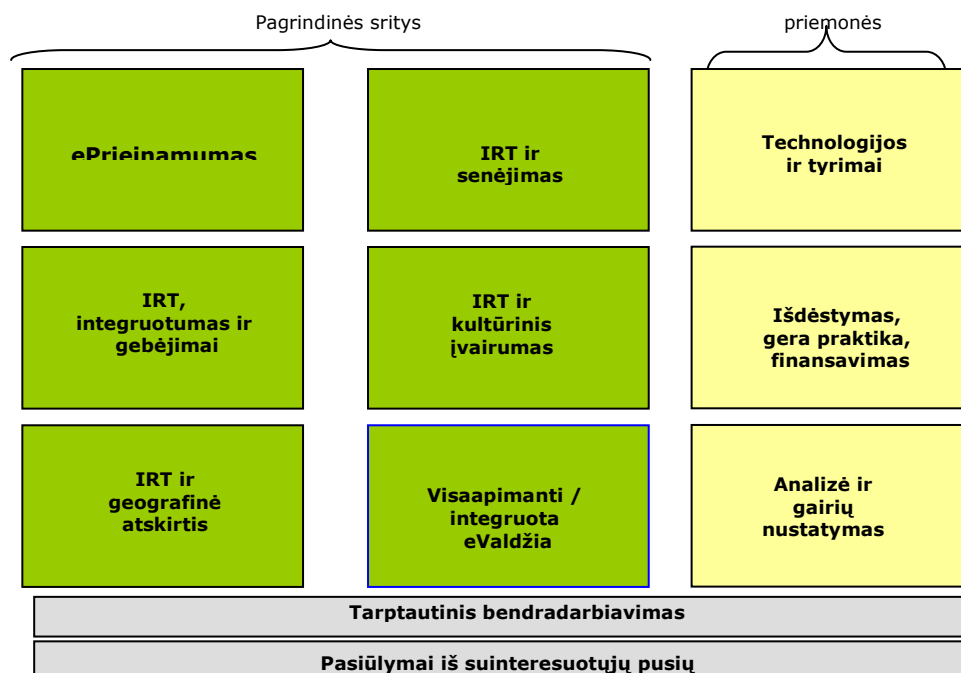 Pagrindinės sritys
priemonės
ePrieinamumas
IRT ir
senėjimas
Technologijos
ir tyrimai
IRT,
integruotumas ir
gebėjimai
IRT ir
kultūrinis
įvairumas
Išdėstymas,
gera praktika,
finansavimas
IRT ir
geografinė
atskirtis
Visaapimanti /
integruota
eValdžia
Analizė ir
gairių
nustatymas
Tarptautinis bendradarbiavimas
Pasiūlymai iš suinteresuotųjų pusių